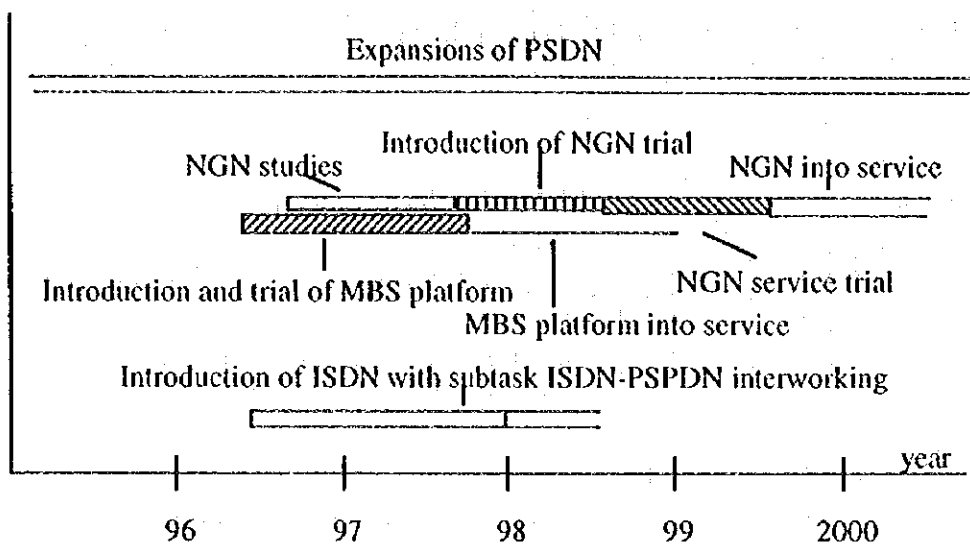 Expansions of PSDN
Introduction of NGN trial
NGN studies
NGN into service
NGN service trial
Introduction and trial of MBS platform
MBS platform into service
Introduction of ISDN with subtask ISDN-PSPDN interworking
year
96 97 98 99 2000